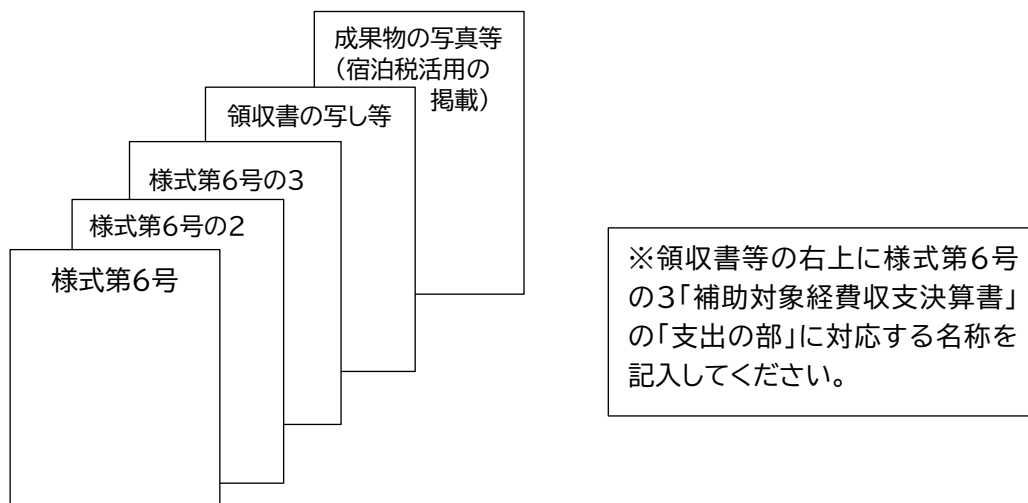 成果物の写真等
（宿泊税活用の
掲載）
領収書の写し等
様式第6号の3
様式第6号の2
様式第6号
※領収書等の右上に様式第6号
の3「補助対象経費収支決算書」
の「支出の部」に対応する名称を
記入してください。